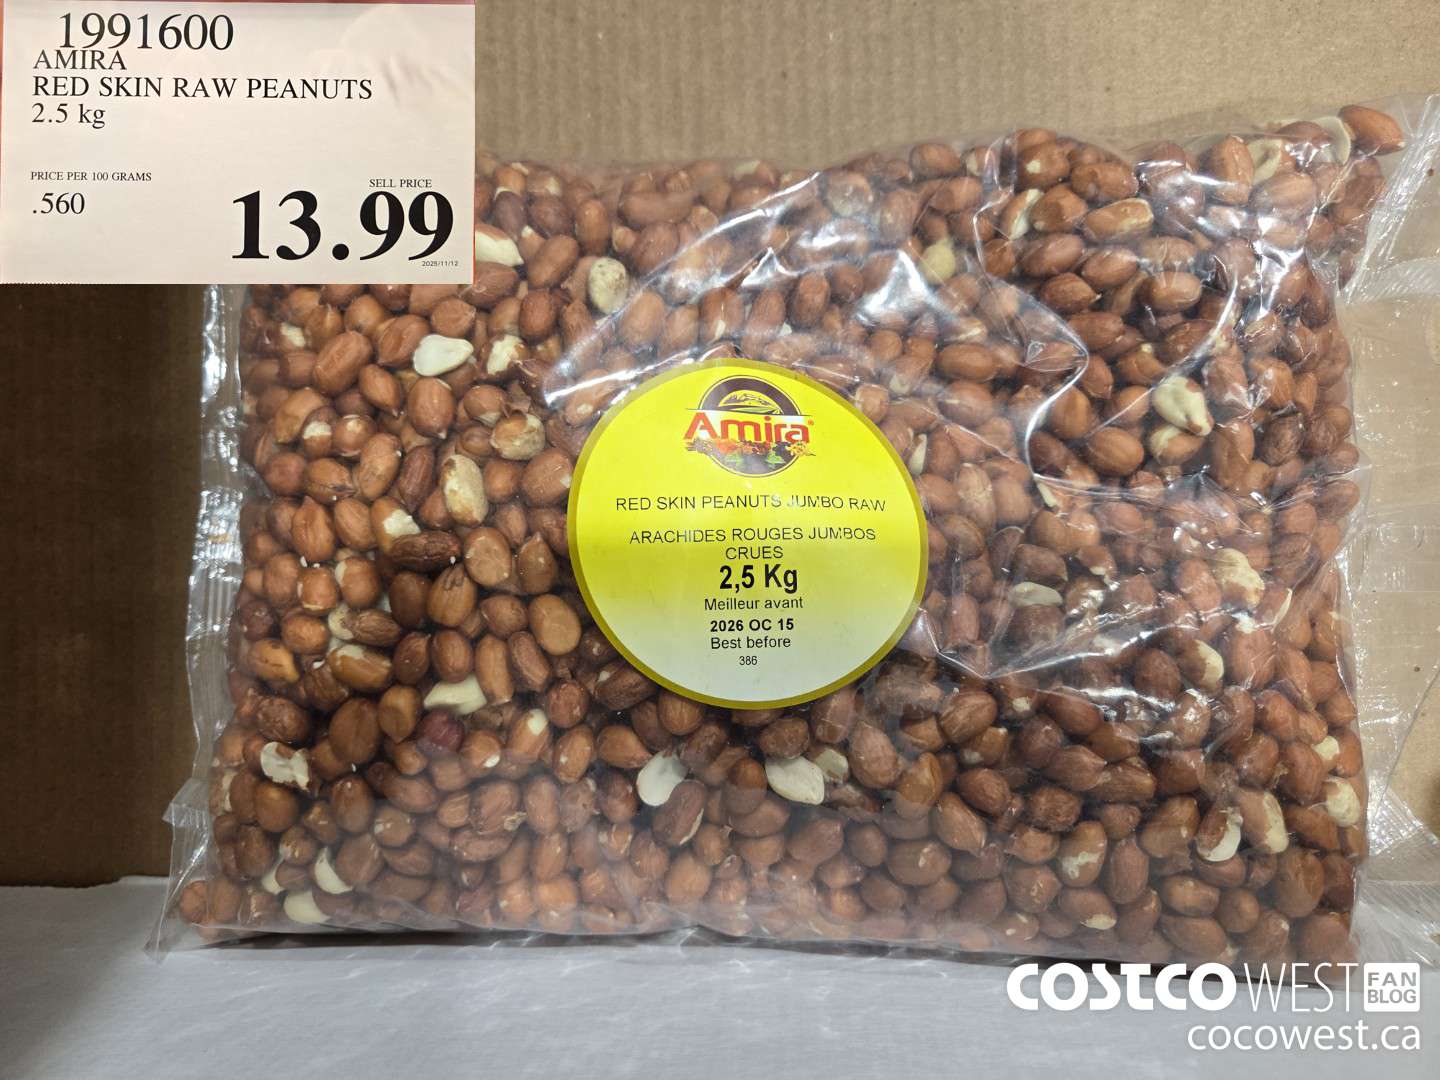 1991600
AMIRA
RED SKIN RAW PEANUTS
2.5 kg
PRICE PER 100 GRAMS
.560
SELL PRICE
13.99
2025/11/12
Amira®
RED SKIN PEANUTS JUMBO RAW
ARACHIDES ROUGES JUMBOS
CRUES
2,5 Kg
Meilleur avant
2026 OC 15
Best before
386
COSTCO WEST FAN BLOG
cocowest.ca